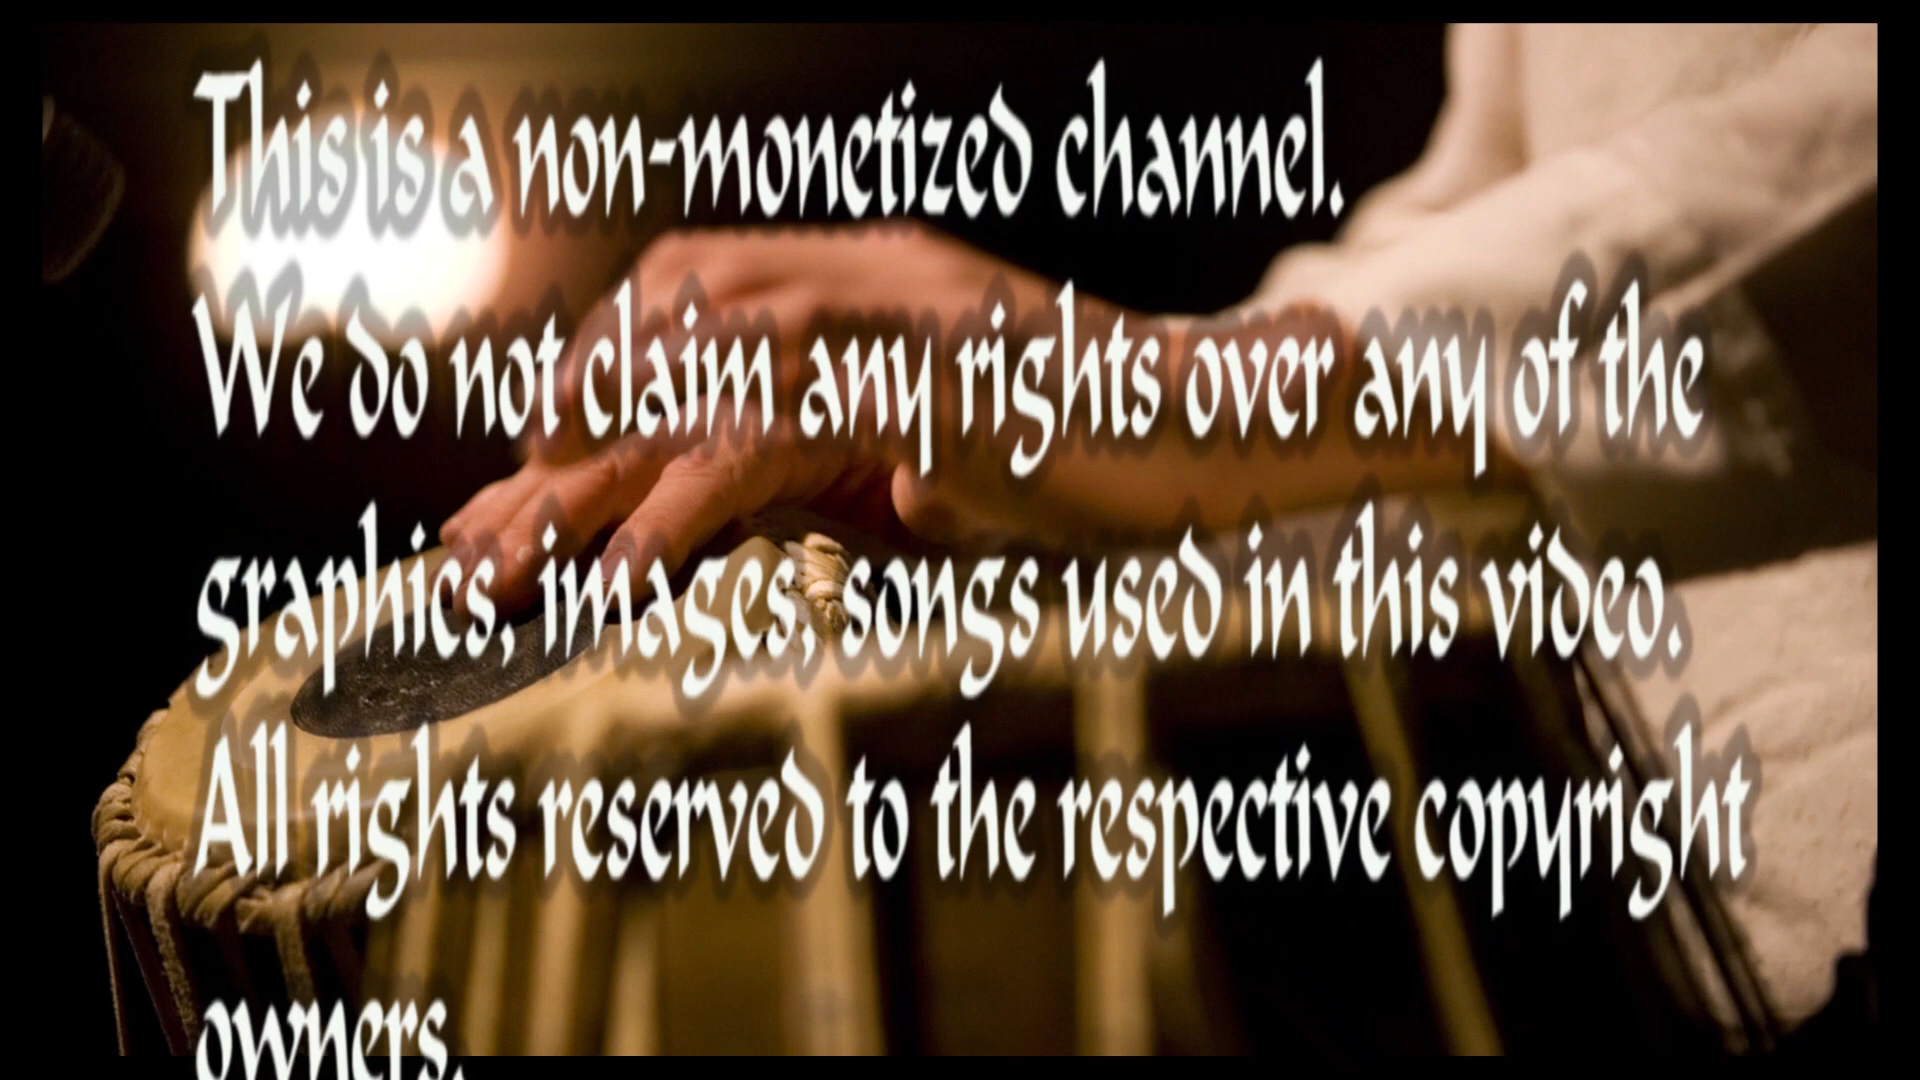 This is a non-monetized channel.
We do not claim any rights over any of the
graphics, images, songs used in this video.
All rights reserved to the respective copyright
owners.